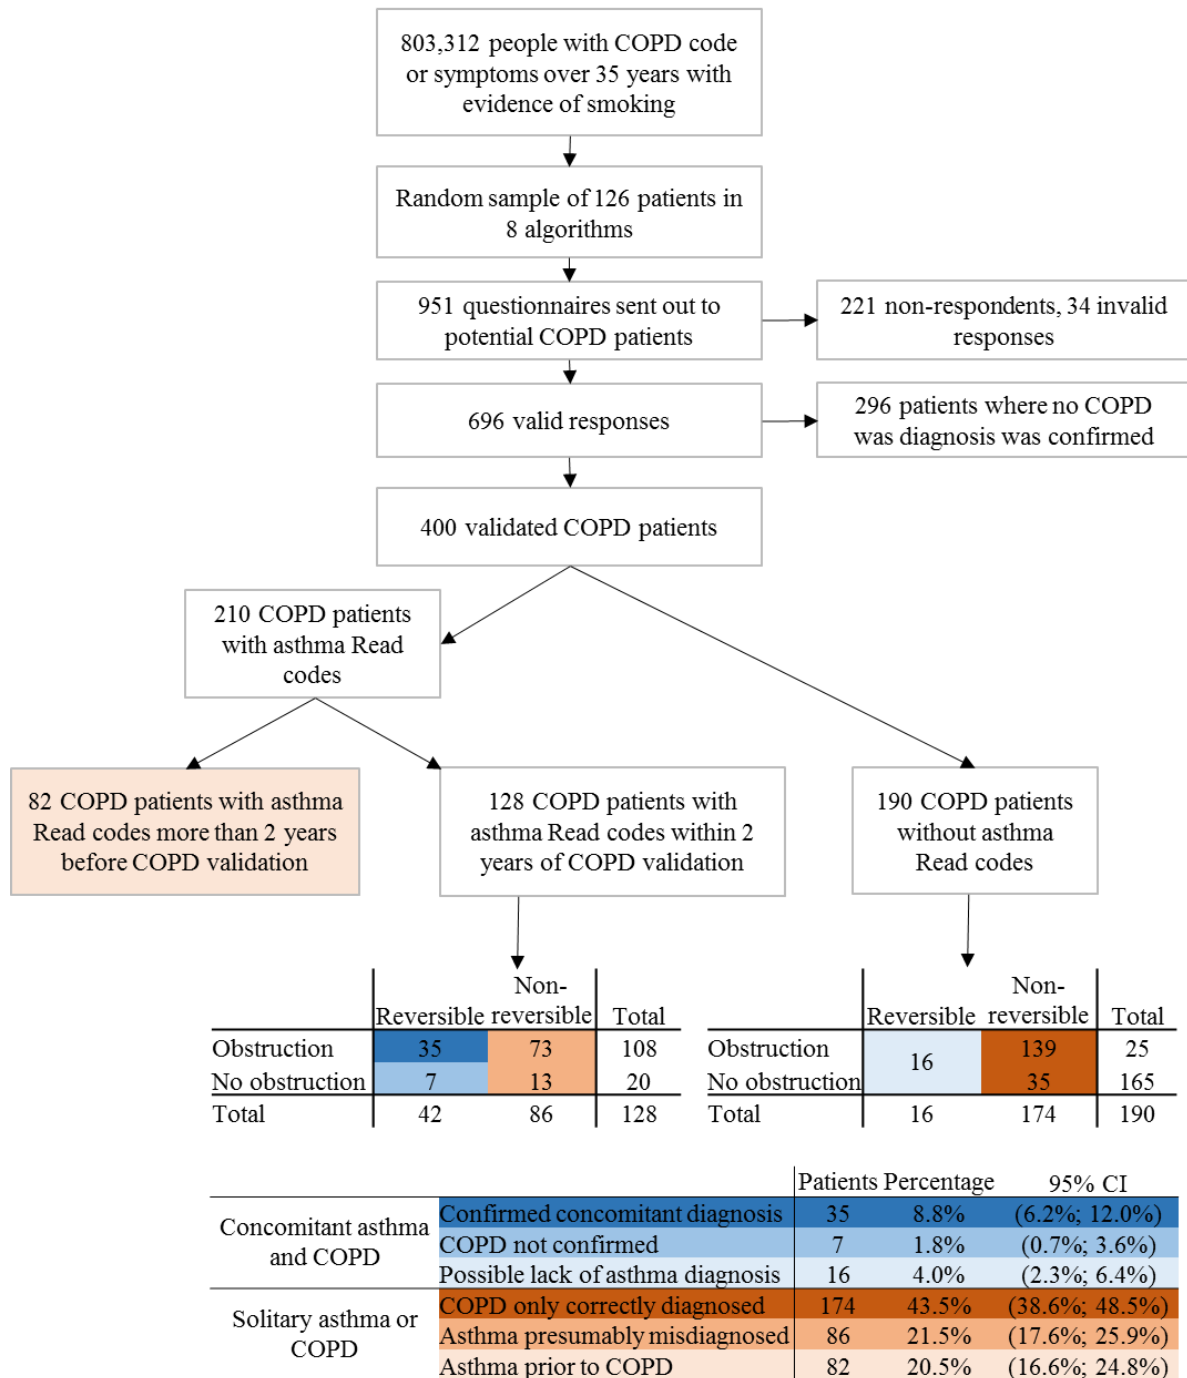 803,312 people with COPD code
or symptoms over 35 years with
evidence of smoking
Random sample of 126 patients in
8 algorithms
951 questionnaires sent out to
potential COPD patients
221 non-respondents, 34 invalid
responses
696 valid responses
296 patients where no COPD
was diagnosis was confirmed
400 validated COPD patients
210 COPD patients
with asthma Read
codes
82 COPD patients with asthma
Read codes more than 2 years
before COPD validation
128 COPD patients with
asthma Read codes within 2
years of COPD validation
190 COPD patients
without asthma
Read codes
Non-
Reversible reversible Total
Obstruction 35 73 108
No obstruction 7 13 20
Total 42 86 128
Non-
Reversible reversible Total
Obstruction 139 25
16
No obstruction 35 165
Total 16 174 190
Patients Percentage 95% CI
Concomitant asthma
and COPD
Confirmed concomitant diagnosis 35 8.8% (6.2%; 12.0%)
COPD not confirmed 7 1.8% (0.7%; 3.6%)
Possible lack of asthma diagnosis 16 4.0% (2.3%; 6.4%)
Solitary asthma or
COPD
COPD only correctly diagnosed 174 43.5% (38.6%; 48.5%)
Asthma presumably misdiagnosed 86 21.5% (17.6%; 25.9%)
Asthma prior to COPD 82 20.5% (16.6%; 24.8%)